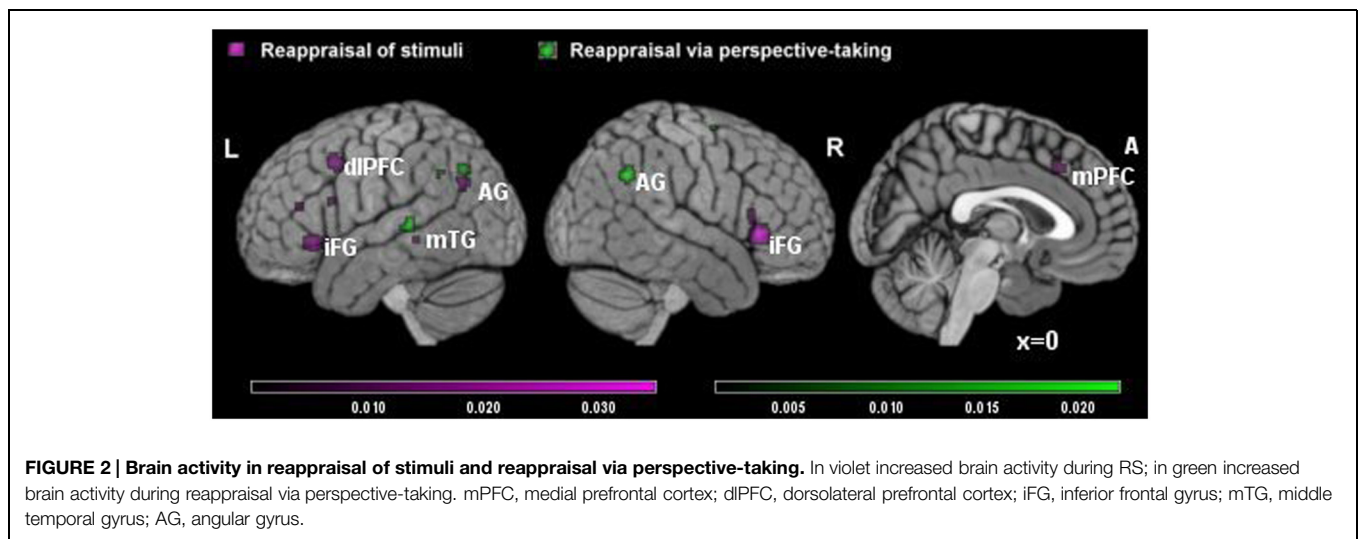 Reappraisal of stimuli Reappraisal via perspective-taking
L R A
dlPFC AG AG mPFC
iFG mTG iFG
x=0
0.010 0.020 0.030 0.005 0.010 0.015 0.020
FIGURE 2 | Brain activity in reappraisal of stimuli and reappraisal via perspective-taking. In violet increased brain activity during RS; in green increased
brain activity during reappraisal via perspective-taking. mPFC, medial prefrontal cortex; dlPFC, dorsolateral prefrontal cortex; iFG, inferior frontal gyrus; mTG, middle
temporal gyrus; AG, angular gyrus.